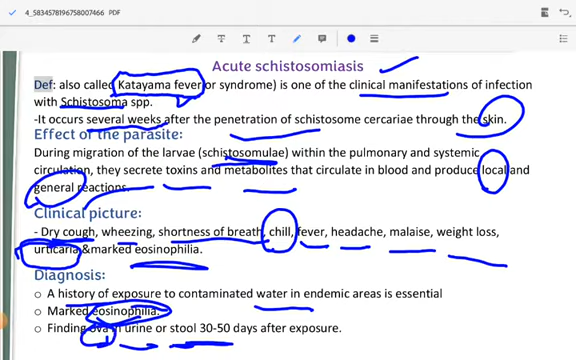 4_5834578196758007466 PDF
Acute schistosomiasis
Def: also called Katayama fever or syndrome) is one of the clinical manifestations of infection
with Schistosoma spp.
-It occurs several weeks after the penetration of schistosome cercariae through the skin.
Effect of the parasite:
During migration of the larvae (schistosomulae) within the pulmonary and systemic
circulation, they secrete toxins and metabolites that circulate in blood and produce local and
general reactions.
Clinical picture:
- Dry cough, wheezing, shortness of breath, chill, fever, headache, malaise, weight loss,
urticaria &marked eosinophilia.
Diagnosis:
o A history of exposure to contaminated water in endemic areas is essential
o Marked eosinophilia.
o Finding ova in urine or stool 30-50 days after exposure.